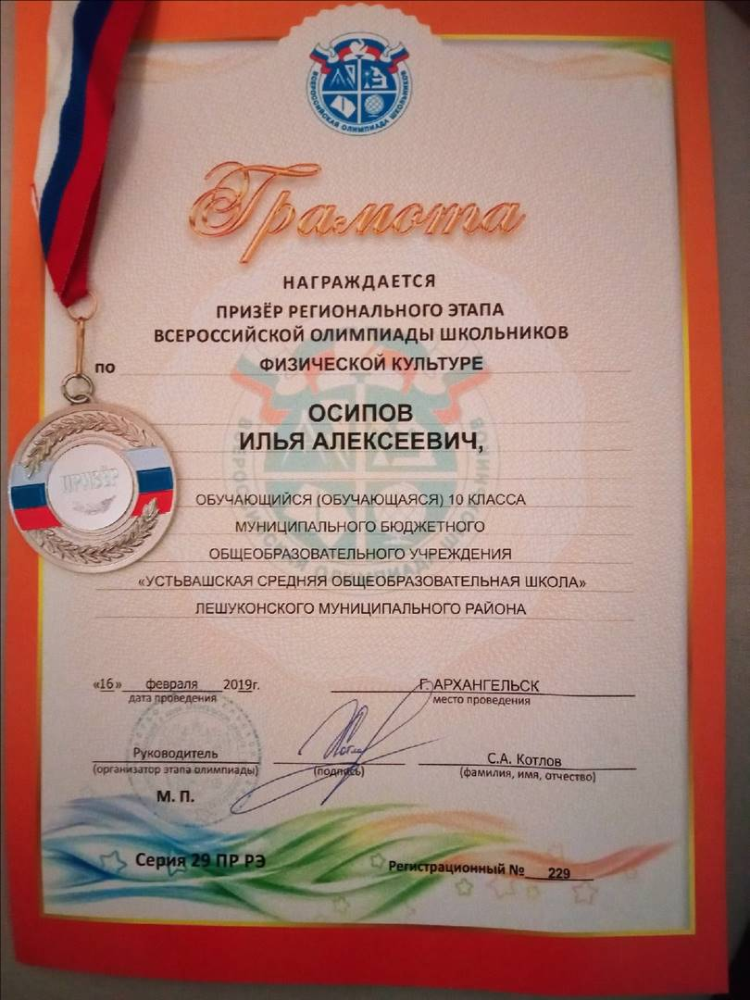 ВСЕРОССИЙСКАЯ ОЛИМПИАДА ШКОЛЬНИКОВ
Грамота
НАГРАЖДАЕТСЯ
ПРИЗЁР РЕГИОНАЛЬНОГО ЭТАПА
ВСЕРОССИЙСКОЙ ОЛИМПИАДЫ ШКОЛЬНИКОВ
по ФИЗИЧЕСКОЙ КУЛЬТУРЕ
ОСИПОВ
ИЛЬЯ АЛЕКСЕЕВИЧ,
ПРИЗЁР
ОБУЧАЮЩИЙСЯ (ОБУЧАЮЩАЯСЯ) 10 КЛАССА
МУНИЦИПАЛЬНОГО БЮДЖЕТНОГО
ОБЩЕОБРАЗОВАТЕЛЬНОГО УЧРЕЖДЕНИЯ
«УСТЬВАШСКАЯ СРЕДНЯЯ ОБЩЕОБРАЗОВАТЕЛЬНАЯ ШКОЛА»
ЛЕШУКОНСКОГО МУНИЦИПАЛЬНОГО РАЙОНА
«16» февраля 2019г. Г. АРХАНГЕЛЬСК
дата проведения место проведения
Руководитель С.А. Котлов
(организатор этапа олимпиады) (подпись) (фамилия, имя, отчество)
М. П.
Серия 29 ПР РЭ Регистрационный № 229